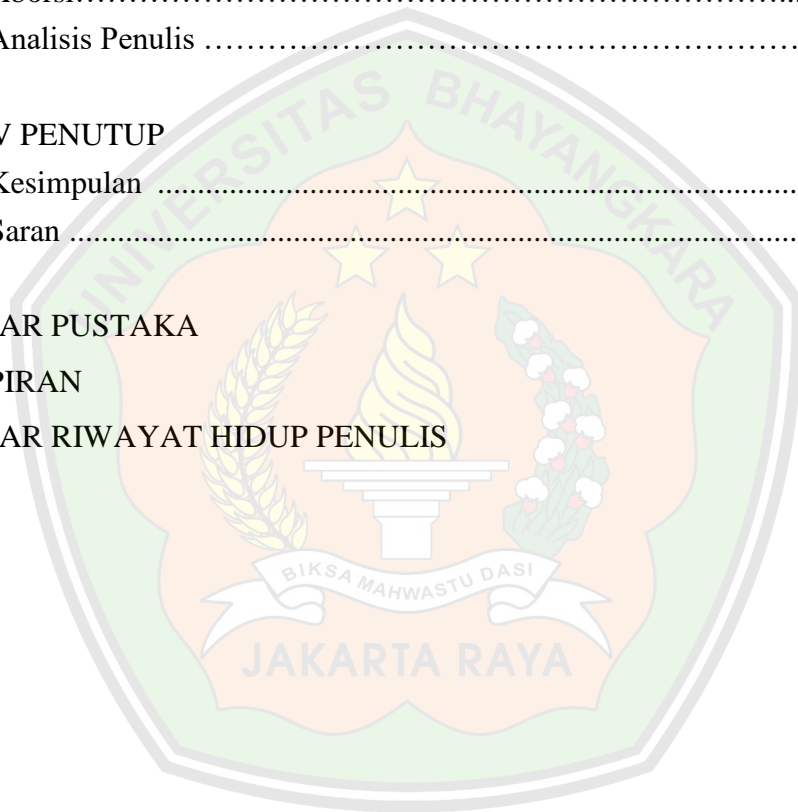 Analisis Penulis ……………………………………………………
V PENUTUP
Kesimpulan ................................................................................
Saran ...........................................................................................
AR PUSTAKA
PIRAN
AR RIWAYAT HIDUP PENULIS
UNIVERSITAS BHAYANGKARA
BIKSA MAHWASTU DASI
JAKARTA RAYA